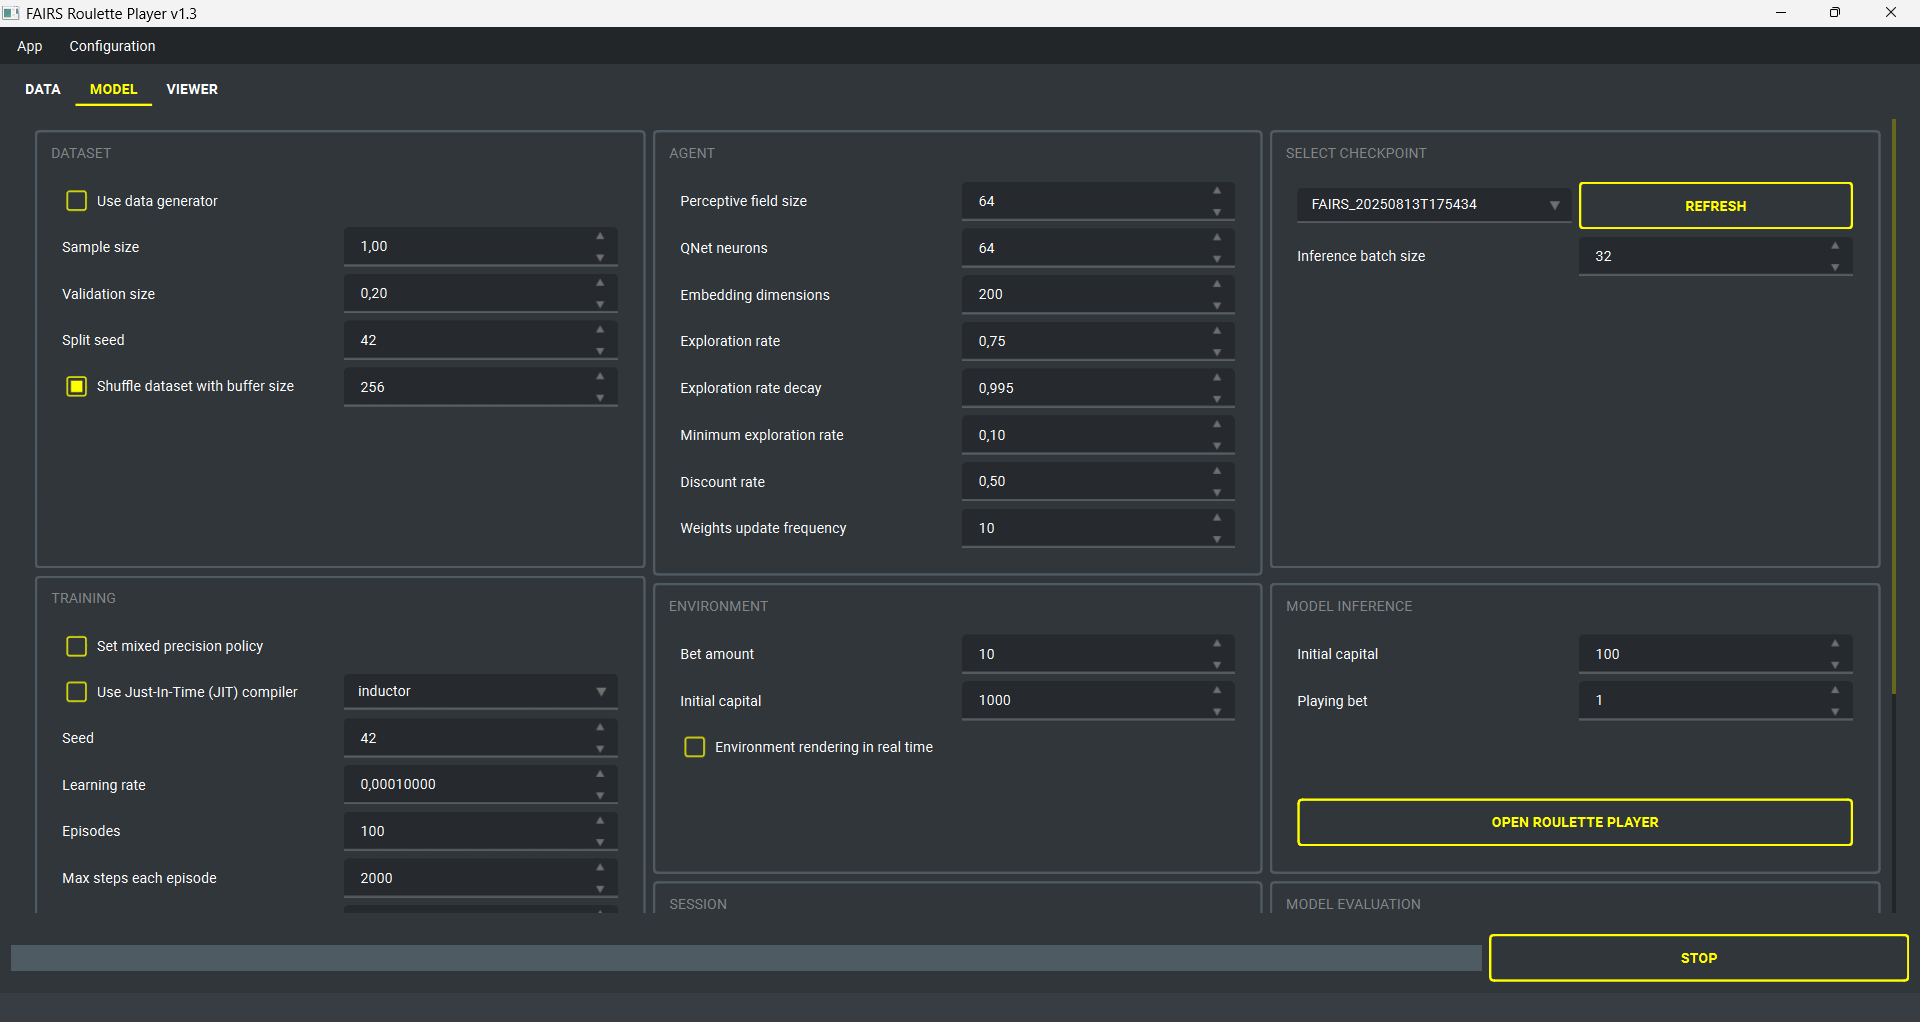 FAIRS Roulette Player v1.3
App Configuration
DATA MODEL VIEWER
DATASET
Use data generator
Sample size 1,00
Validation size 0,20
Split seed 42
Shuffle dataset with buffer size 256
TRAINING
Set mixed precision policy
Use Just-In-Time (JIT) compiler inductor
Seed 42
Learning rate 0,00010000
Episodes 100
Max steps each episode 2000
AGENT
Perceptive field size 64
QNet neurons 64
Embedding dimensions 200
Exploration rate 0,75
Exploration rate decay 0,995
Minimum exploration rate 0,10
Discount rate 0,50
Weights update frequency 10
ENVIRONMENT
Bet amount 10
Initial capital 1000
Environment rendering in real time
SESSION
SELECT CHECKPOINT
FAIRS_20250813T175434 REFRESH
Inference batch size 32
MODEL INFERENCE
Initial capital 100
Playing bet 1
OPEN ROULETTE PLAYER
MODEL EVALUATION
STOP